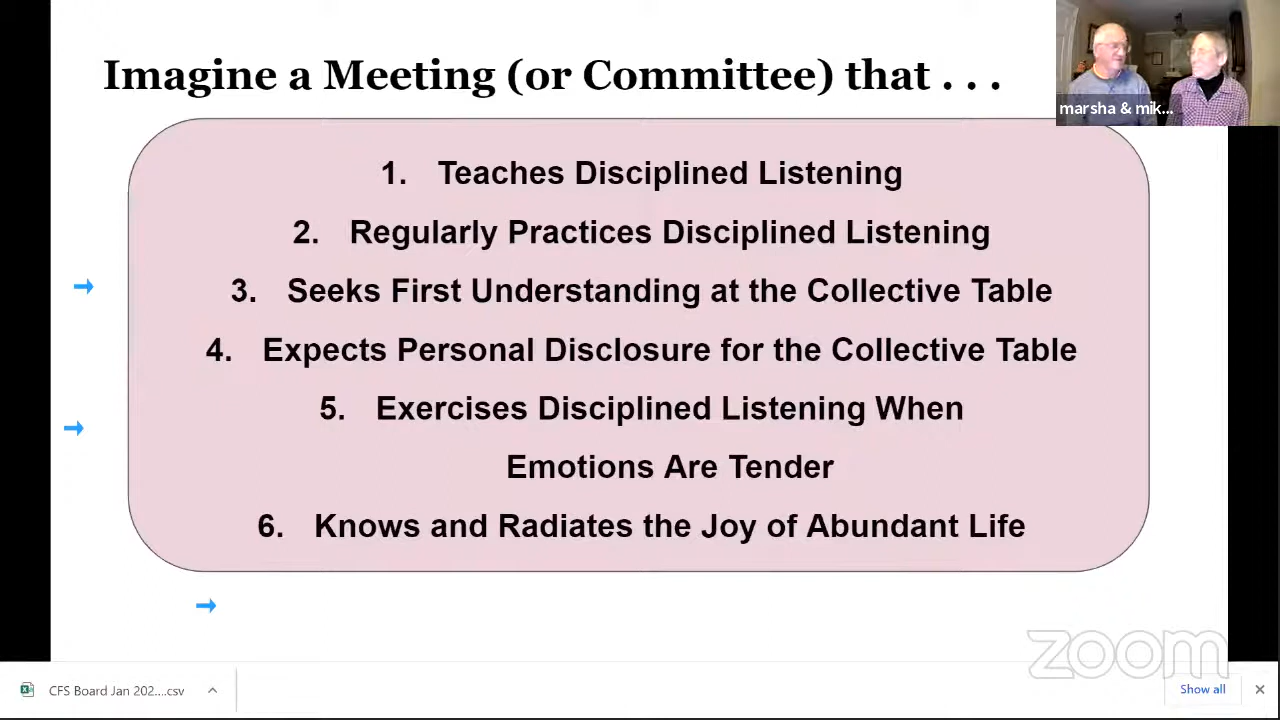 Imagine a Meeting (or Committee) that . . .
marsha & mik...
1. Teaches Disciplined Listening
2. Regularly Practices Disciplined Listening
3. Seeks First Understanding at the Collective Table
4. Expects Personal Disclosure for the Collective Table
5. Exercises Disciplined Listening When
Emotions Are Tender
6. Knows and Radiates the Joy of Abundant Life
zoom
CFS Board Jan 202....csv
Show all